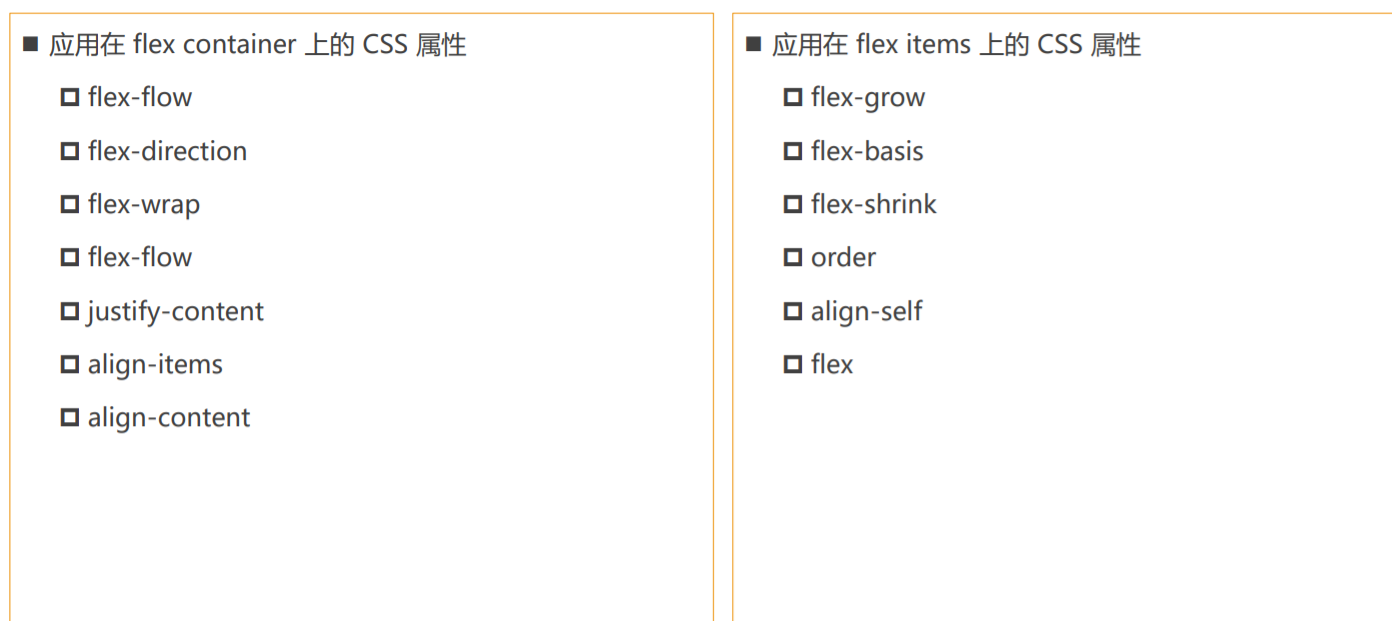 应用在 flex container 上的 CSS 属性
flex-flow
flex-direction
flex-wrap
flex-flow
justify-content
align-items
align-content
应用在 flex items 上的 CSS 属性
flex-grow
flex-basis
flex-shrink
order
align-self
flex